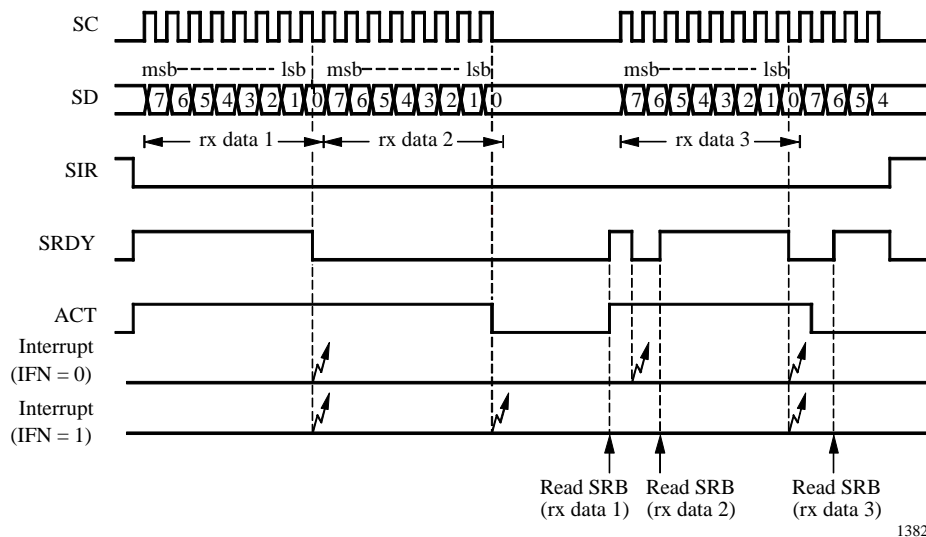 SC
msb lsb msb lsb msb lsb
SD 7 6 5 4 3 2 1 0 7 6 5 4 3 2 1 0 7 6 5 4 3 2 1 0 7 6 5 4
rx data 1 rx data 2 rx data 3
SIR
SRDY
ACT
Interrupt
(IFN = 0)
Interrupt
(IFN = 1)
Read SRB
(rx data 1)
Read SRB
(rx data 2)
Read SRB
(rx data 3)
1382